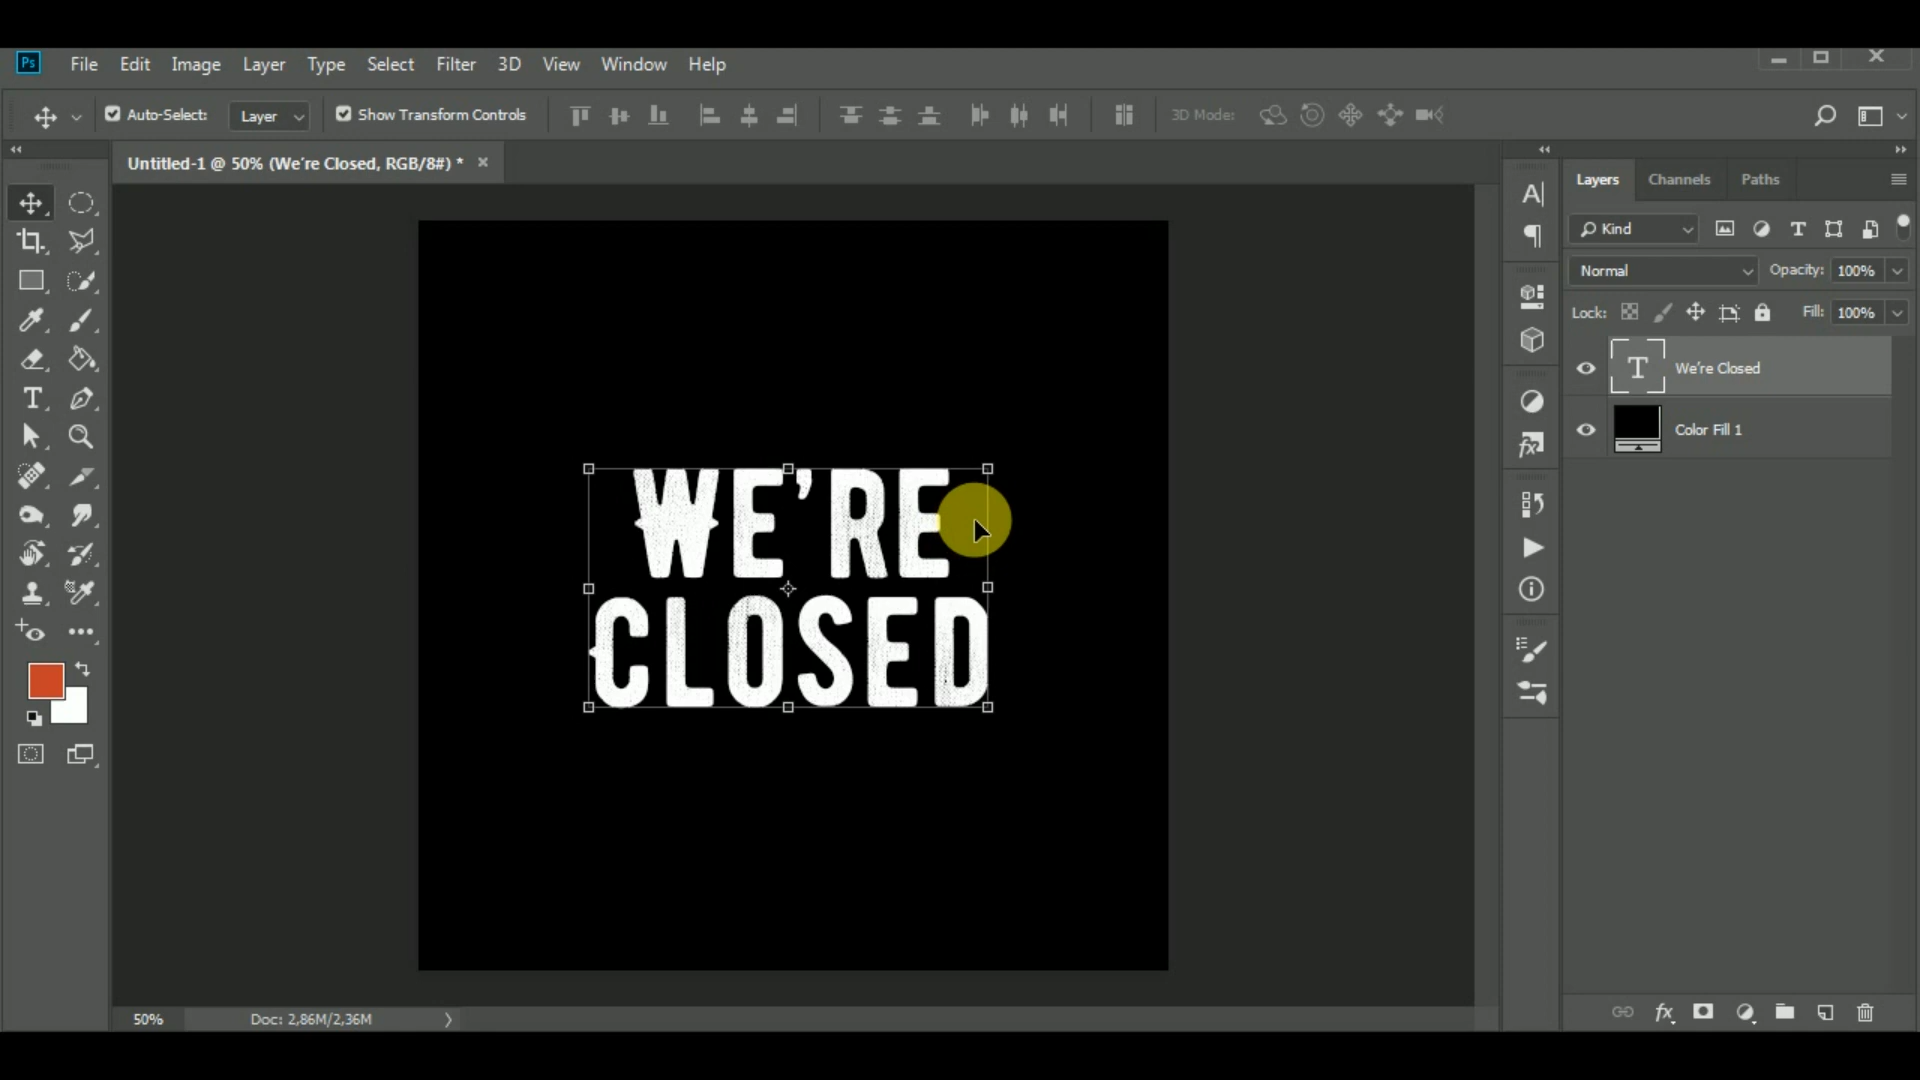 Ps File Edit Image Layer Type Select Filter 3D View Window Help
Auto-Select: Layer Show Transform Controls 3D Mode:
Untitled-1 @ 50% (We're Closed, RGB/8#) * ×
Layers Channels Paths
Kind
Normal Opacity: 100%
Lock: Fill: 100%
We're Closed
Color Fill 1
WE'RE
CLOSED
50% Doc: 2,86M/2,36M